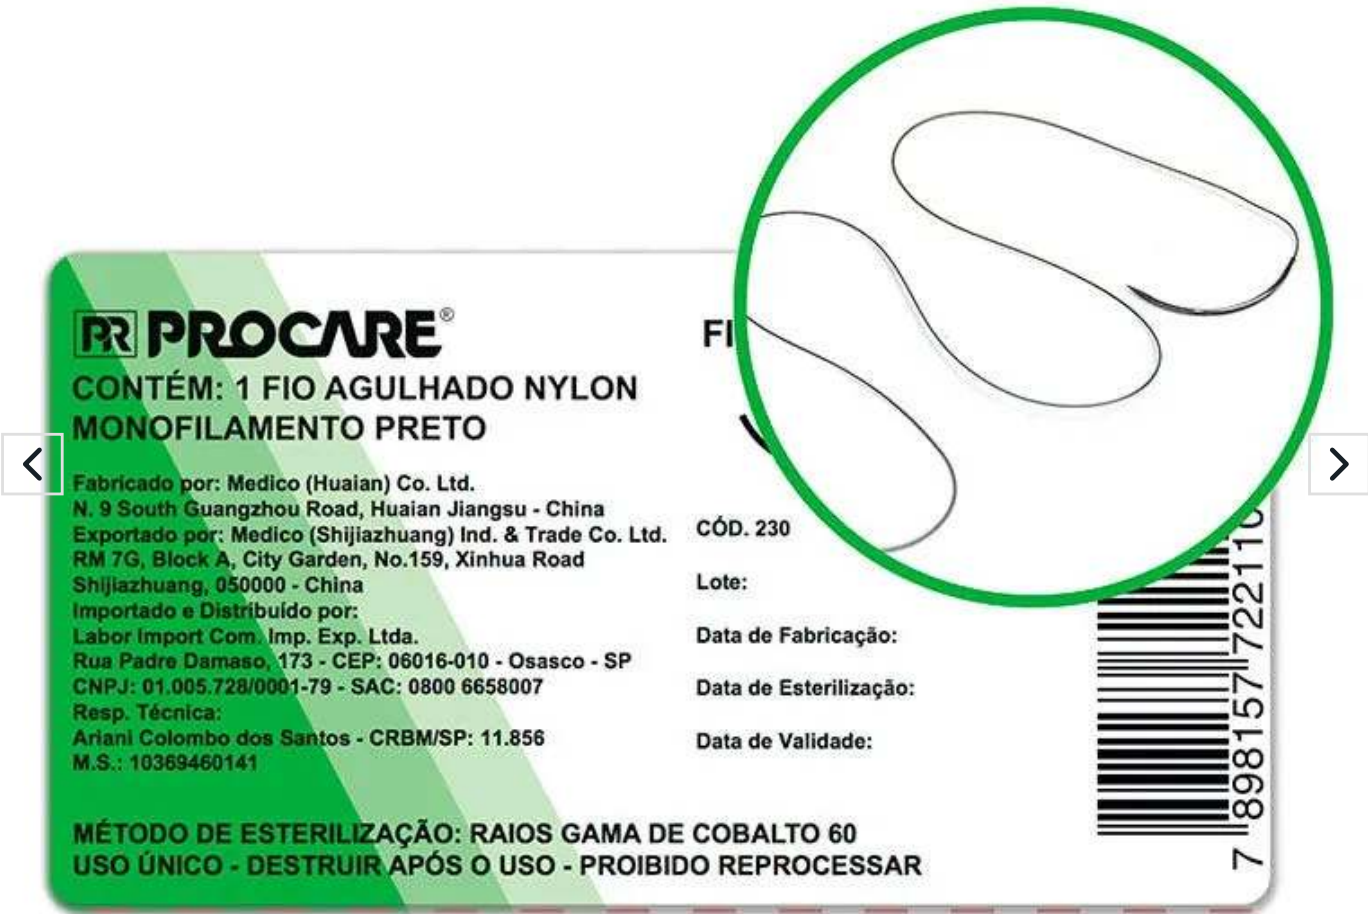 PR PROCARE®
CONTÉM: 1 FIO AGULHADO NYLON
MONOFILAMENTO PRETO
Fabricado por: Medico (Huaian) Co. Ltd.
N. 9 South Guangzhou Road, Huaian Jiangsu - China
Exportado por: Medico (Shijiazhuang) Ind. & Trade Co. Ltd.
RM 7G, Block A, City Garden, No.159, Xinhua Road
Shijiazhuang, 050000 - China
Importado e Distribuído por:
Labor Import Com. Imp. Exp. Ltda.
Rua Padre Damaso, 173 - CEP: 06016-010 - Osasco - SP
CNPJ: 01.005.728/0001-79 - SAC: 0800 6658007
Resp. Técnica:
Ariani Colombo dos Santos - CRBM/SP: 11.856
M.S.: 10369460141
MÉTODO DE ESTERILIZAÇÃO: RAIOS GAMA DE COBALTO 60
USO ÚNICO - DESTRUIR APÓS O USO - PROIBIDO REPROCESSAR
FI
CÓD. 230
Lote:
Data de Fabricação:
Data de Esterilização:
Data de Validade:
7 898157 722110